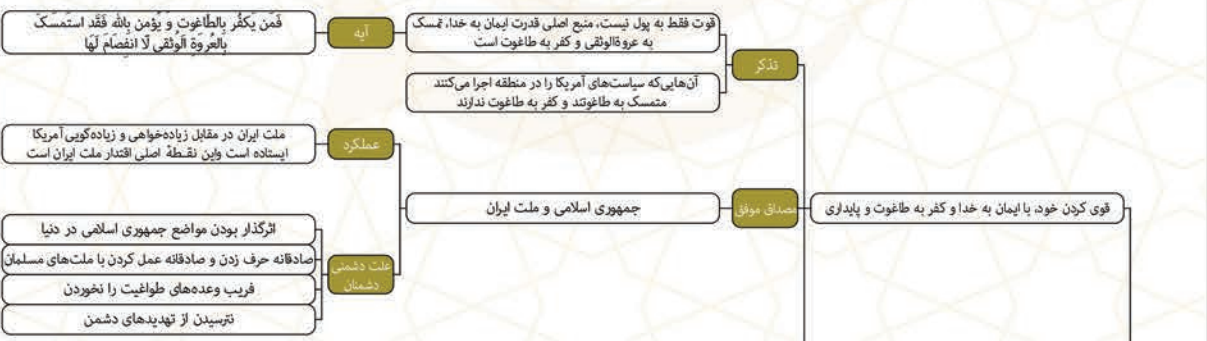 قوی کردن خود، با ایمان به خدا و کفر به طاغوت و پایداری
تذکر
قوت فقط به پول نیست، منبع اصلی قدرت ایمان به خدا، تمسک
به عروةالوثقی و کفر به طاغوت است
آیه
فَمَن يَكفُر بِالطّاغوتِ وَ يُؤمِن بِاللهِ فَقَدِ استَمسَكَ
بِالعُروَةِ الوُثقىٰ لَا انفِصامَ لَها
آن‌هایی‌که سیاست‌های آمریکا را در منطقه اجرا می‌کنند
متمسک به طاغوتند و کفر به طاغوت ندارند
مصداق موفق
جمهوری اسلامی و ملت ایران
عملکرد
ملت ایران در مقابل زیاده‌خواهی و زیاده‌گویی آمریکا
ایستاده است واین نقـطهٔ اصلی اقتدار ملت ایران است
علت دشمنی
دشمنان
اثرگذار بودن مواضع جمهوری اسلامی در دنیا
صادقانه حرف زدن و صادقانه عمل کردن با ملت‌های مسلمان
فریب وعده‌های طواغیت را نخوردن
نترسیدن از تهدیدهای دشمن